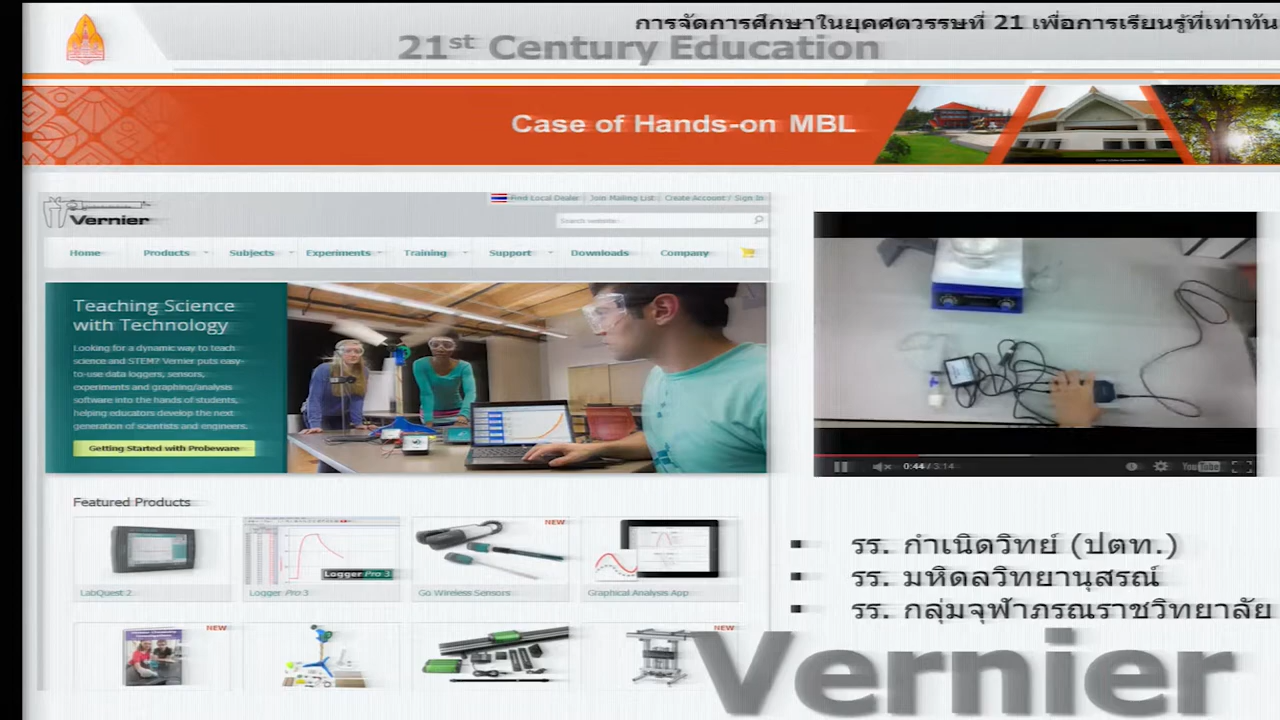 การจัดการศึกษาในยุคศตวรรษที่ 21 เพื่อการเรียนรู้ที่เท่าทัน
21st Century Education
Case of Hands-on MBL
Vernier
Find Local Dealer Join Mailing List Create Account / Sign In
Search website
Home Products Subjects Experiments Training Support Downloads Company
Teaching Science
with Technology
Looking for a dynamic way to teach
science and STEM? Vernier puts easy-
to-use data loggers, sensors,
experiments and graphing/analysis
software into the hands of students,
helping educators develop the next
generation of scientists and engineers.
Getting Started with Probeware
0:44 / 3:14
YouTube
Featured Products
NEW
Logger Pro 3
LabQuest 2
Logger Pro 3
Go Wireless Sensors
Graphical Analysis App
NEW
NEW
รร. กำเนิดวิทย์ (ปตท.)
รร. มหิดลวิทยานุสรณ์
รร. กลุ่มจุฬาภรณราชวิทยาลัย
Vernier